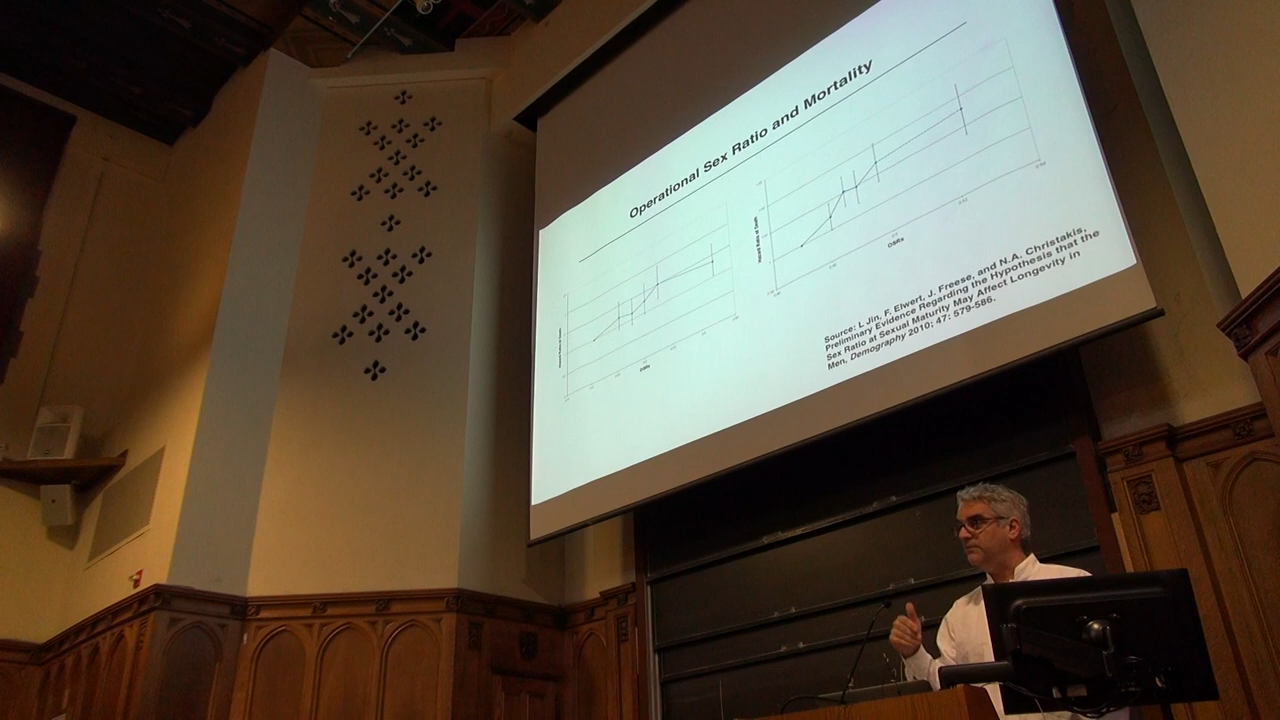 Operational Sex Ratio and Mortality
OSRs
OSRs
Source: L Jin, F. Elwert, J. Freese, and N.A. Christakis,
Preliminary Evidence Regarding the Hypothesis that the
Sex Ratio at Sexual Maturity May Affect Longevity in
Men, Demography 2010; 47: 579-586.